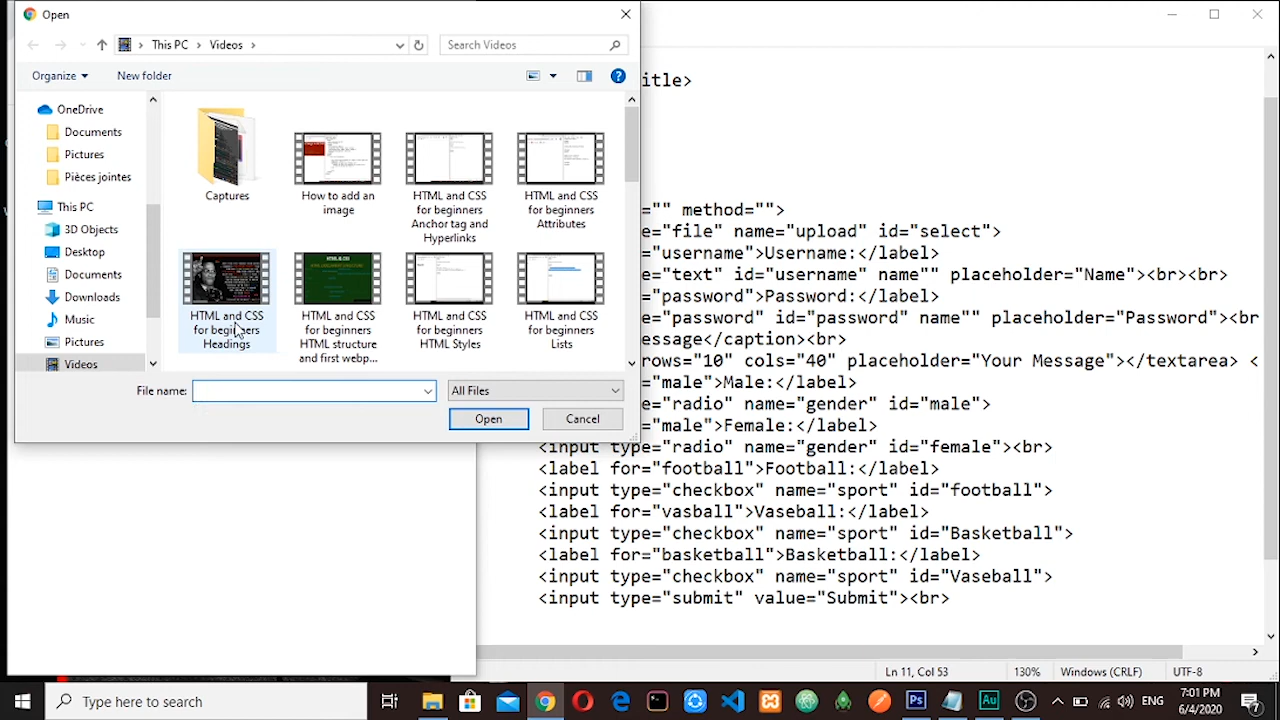 Open
This PC
Videos
Search Videos
Organize
New folder
OneDrive
Documents
Pictures
Pièces jointes
This PC
3D Objects
Desktop
Documents
Downloads
Music
Pictures
Videos
Captures
How to add an
image
HTML and CSS
for beginners
Anchor tag and
Hyperlinks
HTML and CSS
for beginners
Attributes
HTML and CSS
for beginners
Headings
HTML and CSS
for beginners
HTML structure
and first webp...
HTML and CSS
for beginners
HTML Styles
HTML and CSS
for beginners
Lists
File name:
All Files
Open
Cancel
itle>
="" method="">
="file" name="upload" id="select">
="username">Username:</label>
="text" id="username" name"" placeholder="Name"><br><br>
="password">Password:</label>
="password" id="password" name"" placeholder="Password"><br
essage</caption><br>
rows="10" cols="40" placeholder="Your Message"></textarea> <
="male">Male:</label>
="radio" name="gender" id="male">
="male">Female:</label>
<input type="radio" name="gender" id="female"><br>
<label for="football">Football:</label>
<input type="checkbox" name="sport" id="football">
<label for="vasball">Vaseball:</label>
<input type="checkbox" name="sport" id="Basketball">
<label for="basketball">Basketball:</label>
<input type="checkbox" name="sport" id="Vaseball">
<input type="submit" value="Submit"><br>
Ln 11, Col 53
130%
Windows (CRLF)
UTF-8
Type here to search
Ps
Au
ENG
7:01 PM
6/4/2020
7